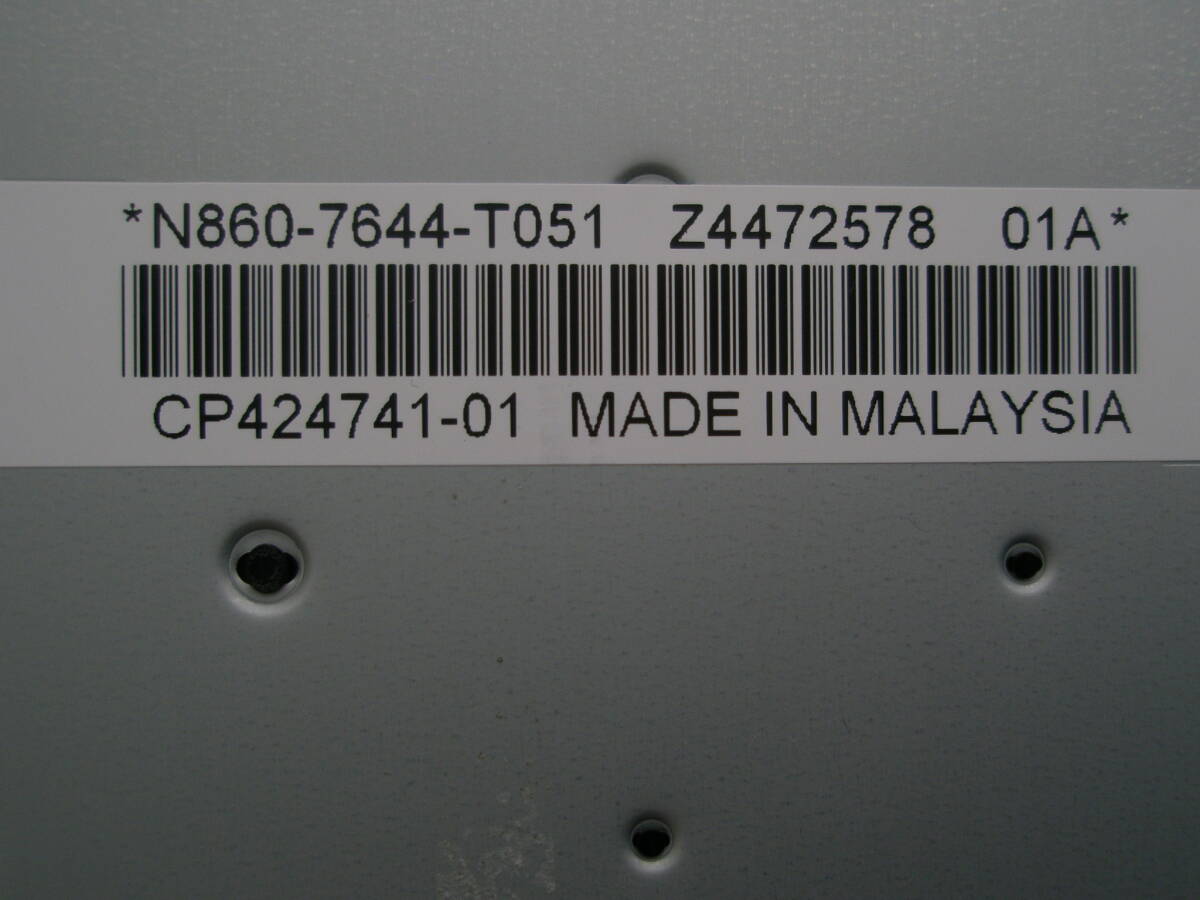 *N860-7644-T051 Z4472578 01A*
CP424741-01 MADE IN MALAYSIA